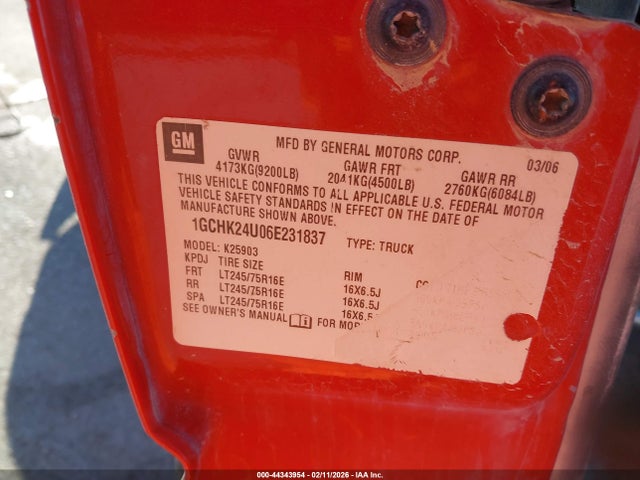 GM
MFD BY GENERAL MOTORS CORP. 03/06
GVWR GAWR FRT GAWR RR
4173KG(9200LB) 2041KG(4500LB) 2760KG(6084LB)
THIS VEHICLE CONFORMS TO ALL APPLICABLE U.S. FEDERAL MOTOR
VEHICLE SAFETY STANDARDS IN EFFECT ON THE DATE OF
MANUFACTURE SHOWN ABOVE.
1GCHK24U06E231837 TYPE: TRUCK
MODEL: K25903
KPDJ TIRE SIZE RIM
FRT LT245/75R16E 16X6.5J
RR LT245/75R16E 16X6.5J
SPA LT245/75R16E 16X6.5
SEE OWNER'S MANUAL FOR MOR
000-44343954 - 02/11/2026 - IAA Inc.